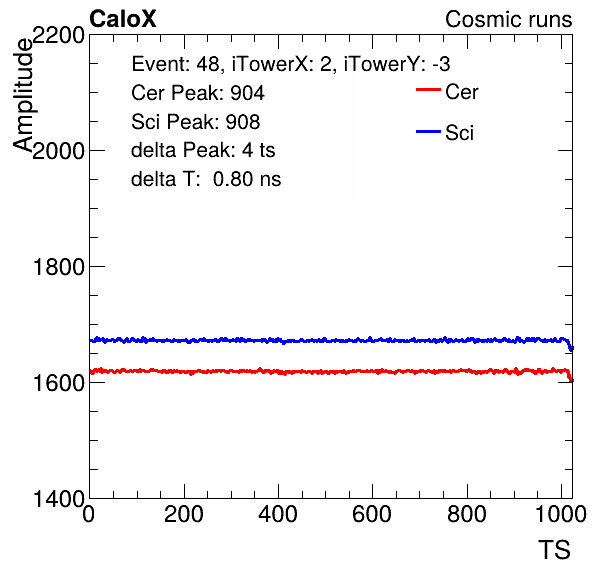 CaloX Cosmic runs
Amplitude
Event: 48, iTowerX: 2, iTowerY: -3
Cer Peak: 904
Sci Peak: 908
delta Peak: 4 ts
delta T:  0.80 ns
Cer
Sci
2200
2000
1800
1600
1400
0 200 400 600 800 1000
TS